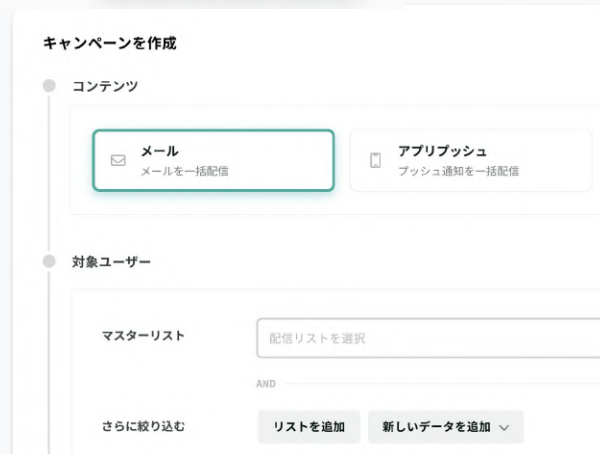 キャンペーンを作成
コンテンツ
メール
メールを一括配信
アプリプッシュ
プッシュ通知を一括配信
対象ユーザー
マスターリスト
配信リストを選択
AND
さらに絞り込む
リストを追加
新しいデータを追加